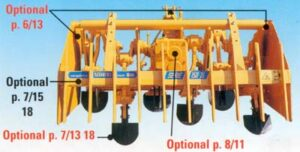 Optional
p. 6/13
Optional
p. 7/15
18
Optional p. 7/13 18
Optional p. 8/11